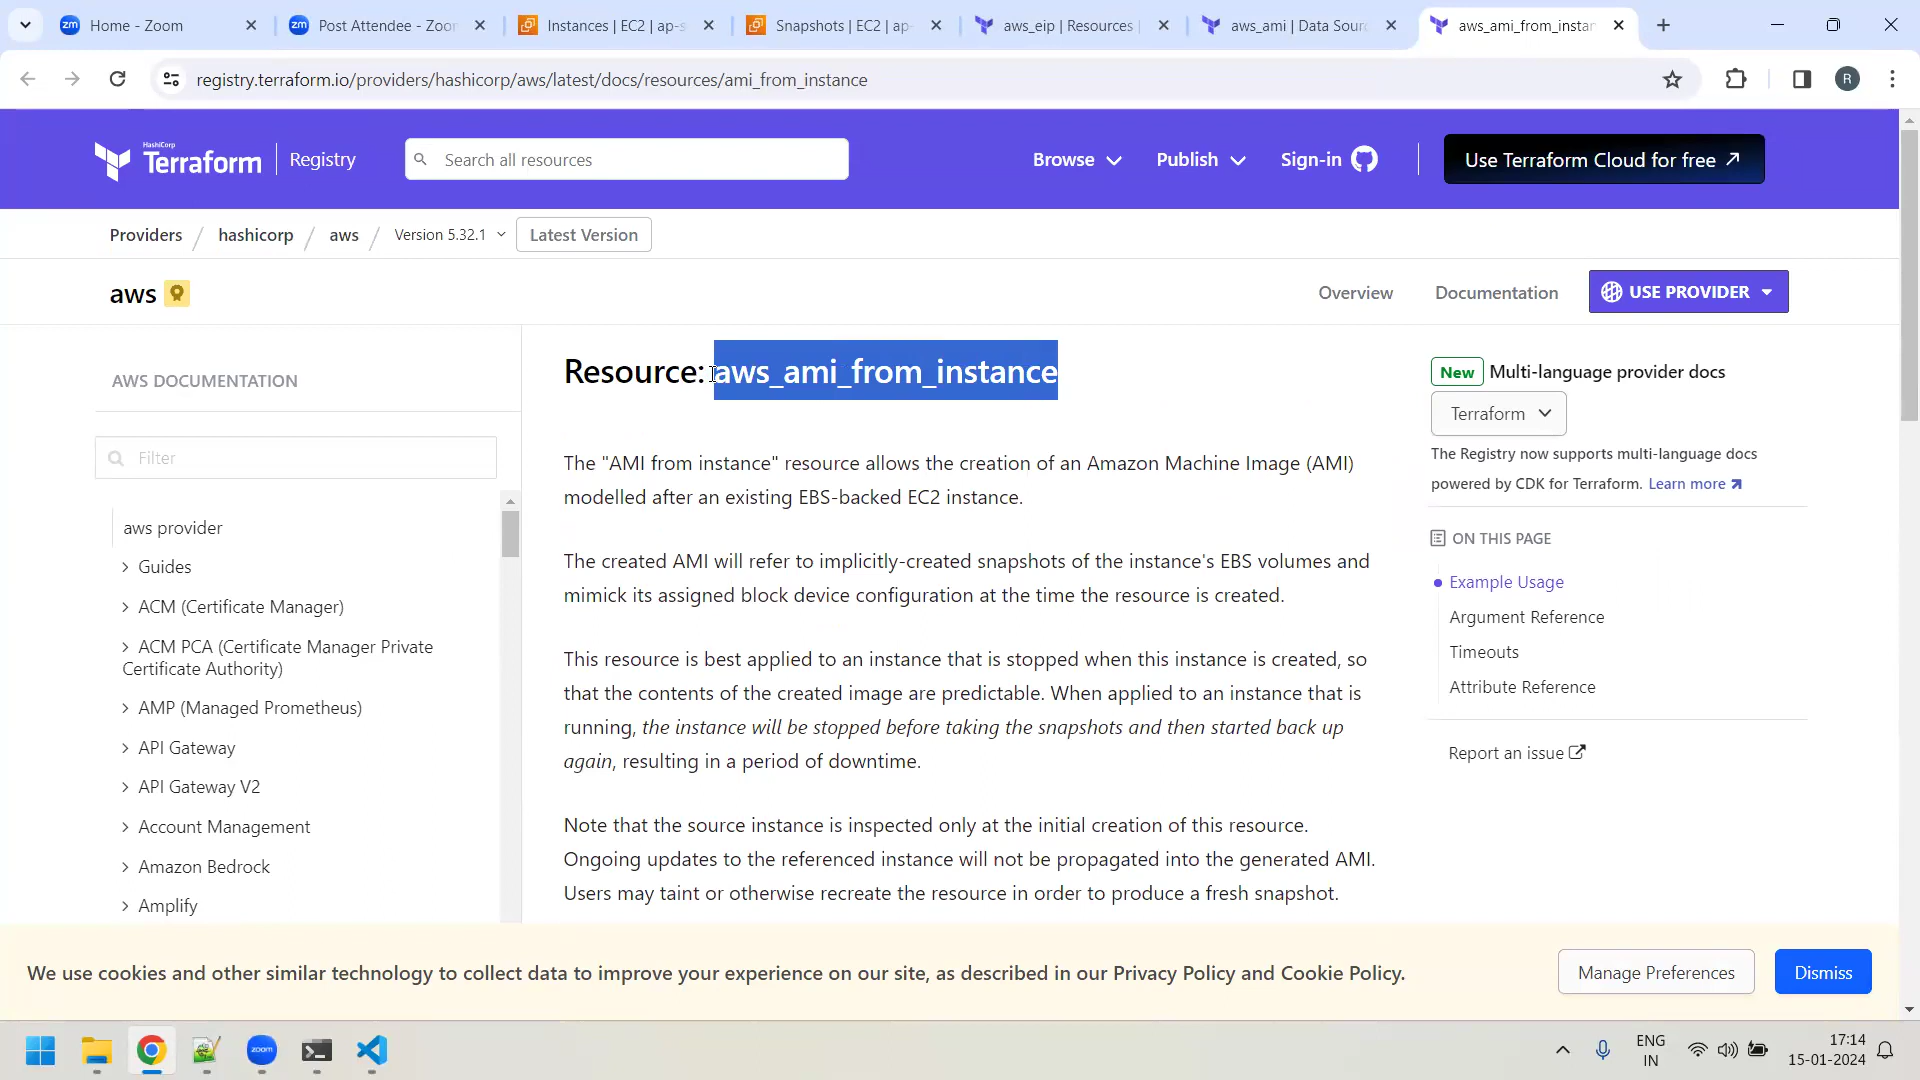 Home - Zoom
Post Attendee - Zoo
Instances | EC2 | ap-s
Snapshots | EC2 | ap-
aws_eip | Resources |
aws_ami | Data Sourc
aws_ami_from_instan
registry.terraform.io/providers/hashicorp/aws/latest/docs/resources/ami_from_instance
R
HashiCorp
Terraform
Registry
Search all resources
Browse
Publish
Sign-in
Use Terraform Cloud for free
Providers / hashicorp / aws / Version 5.32.1
Latest Version
aws
Overview
Documentation
USE PROVIDER
AWS DOCUMENTATION
Filter
aws provider
Guides
ACM (Certificate Manager)
ACM PCA (Certificate Manager Private
Certificate Authority)
AMP (Managed Prometheus)
API Gateway
API Gateway V2
Account Management
Amazon Bedrock
Amplify
Resource: aws_ami_from_instance
The "AMI from instance" resource allows the creation of an Amazon Machine Image (AMI)
modelled after an existing EBS-backed EC2 instance.
The created AMI will refer to implicitly-created snapshots of the instance's EBS volumes and
mimick its assigned block device configuration at the time the resource is created.
This resource is best applied to an instance that is stopped when this instance is created, so
that the contents of the created image are predictable. When applied to an instance that is
running, the instance will be stopped before taking the snapshots and then started back up
again, resulting in a period of downtime.
Note that the source instance is inspected only at the initial creation of this resource.
Ongoing updates to the referenced instance will not be propagated into the generated AMI.
Users may taint or otherwise recreate the resource in order to produce a fresh snapshot.
New Multi-language provider docs
Terraform
The Registry now supports multi-language docs
powered by CDK for Terraform. Learn more
ON THIS PAGE
Example Usage
Argument Reference
Timeouts
Attribute Reference
Report an issue
We use cookies and other similar technology to collect data to improve your experience on our site, as described in our Privacy Policy and Cookie Policy.
Manage Preferences
Dismiss
zoom
ENG
IN
17:14
15-01-2024